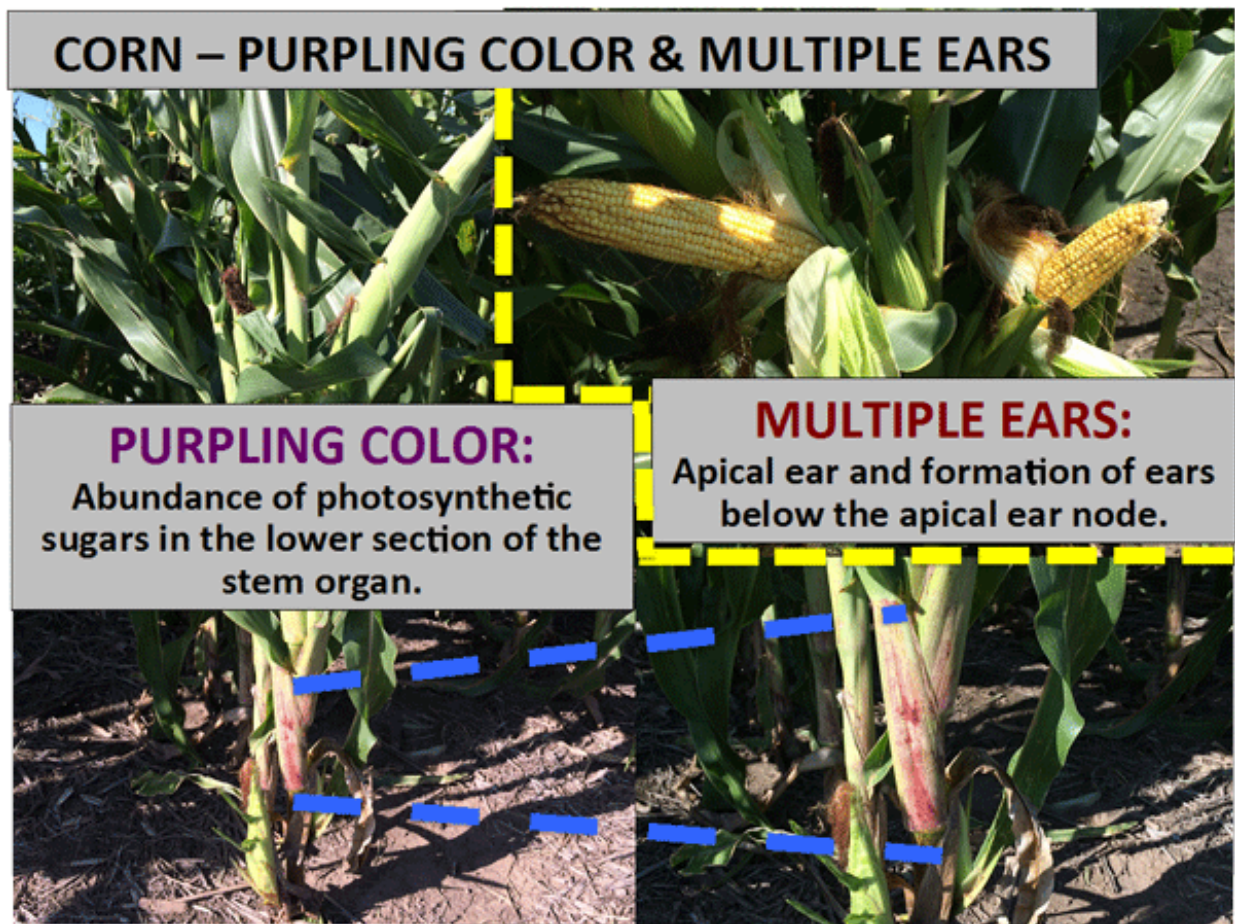 CORN – PURPLING COLOR & MULTIPLE EARS
PURPLING COLOR:
Abundance of photosynthetic
sugars in the lower section of the
stem organ.
MULTIPLE EARS:
Apical ear and formation of ears
below the apical ear node.